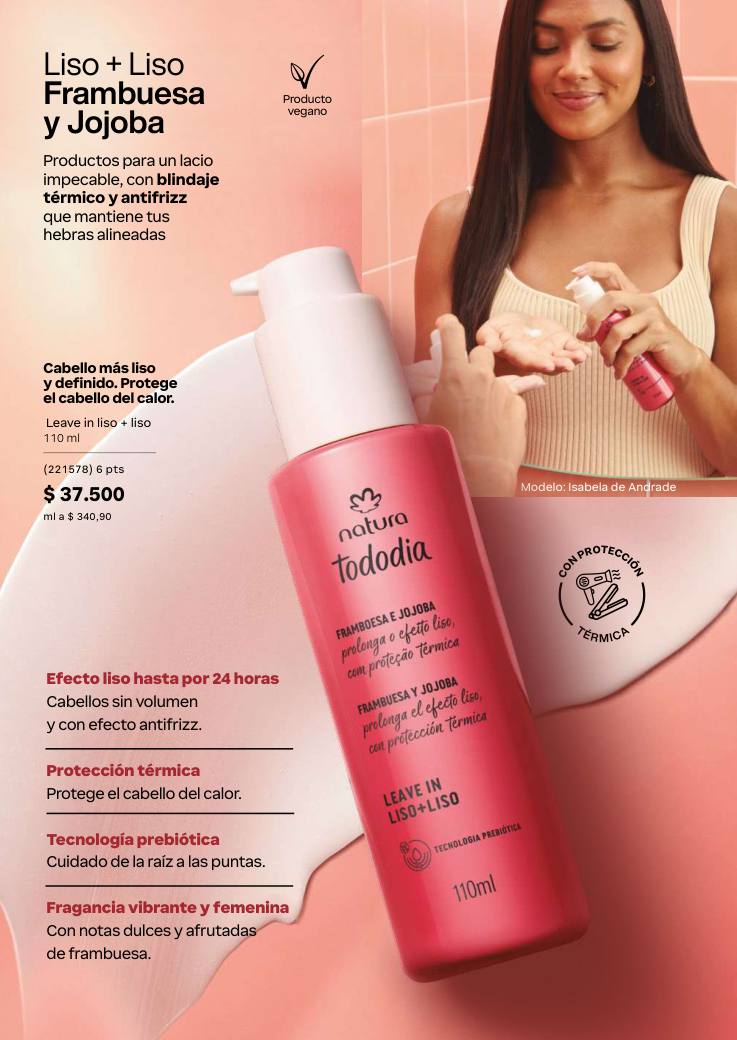 Liso + Liso
Frambuesa
y Jojoba
Producto
vegano
Productos para un lacio
impecable, con blindaje
térmico y antifrizz
que mantiene tus
hebras alineadas
Cabello más liso
y definido. Protege
el cabello del calor.
Leave in liso + liso
110 ml
(221578) 6 pts
$ 37.500
ml a $ 340,90
Modelo: Isabela de Andrade
CON PROTECCIÓN
TÉRMICA
natura
tododia
FRAMBOESA E JOJOBA
prolonga o efeito liso,
com proteção térmica
FRAMBUESA Y JOJOBA
prolonga el efecto liso,
con protección térmica
LEAVE IN
LISO+LISO
TECNOLOGIA PREBIÓTICA
110ml
Efecto liso hasta por 24 horas
Cabellos sin volumen
y con efecto antifrizz.
Protección térmica
Protege el cabello del calor.
Tecnología prebiótica
Cuidado de la raíz a las puntas.
Fragancia vibrante y femenina
Con notas dulces y afrutadas
de frambuesa.